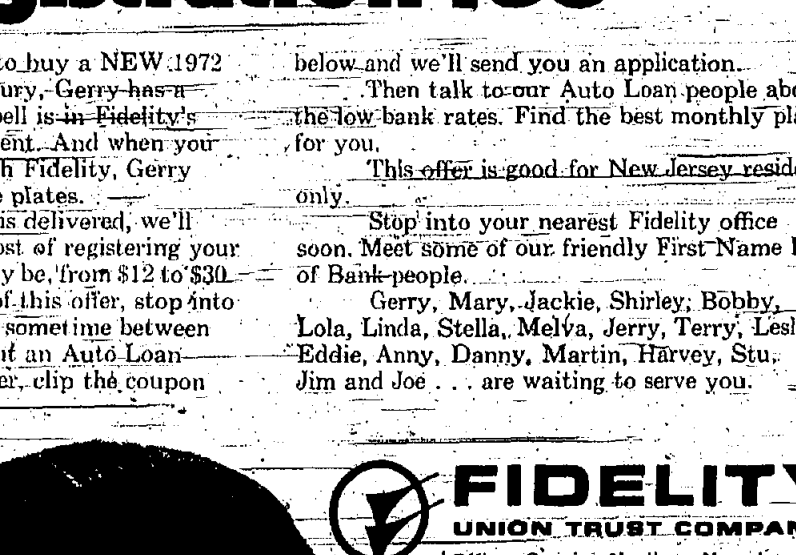 to buy a NEW 1972
ury, Gerry has a
bell is in Fidelity's
ent. And when you
h Fidelity, Gerry
e plates.
is delivered, we'll
ost of registering your
y be, from $12 to $30
of this offer, stop into
sometime between
ut an Auto Loan
er, clip the coupon
below and we'll send you an application.
Then talk to our Auto Loan people abo
the low bank rates. Find the best monthly pl
for you.
This offer is good for New Jersey resid
only.
Stop into your nearest Fidelity office
soon. Meet some of our friendly First Name
of Bank people.
Gerry, Mary, Jackie, Shirley, Bobby,
Lola, Linda, Stella, Melva, Jerry, Terry, Lesl
Eddie, Anny, Danny, Martin, Harvey, Stu,
Jim and Joe . . . are waiting to serve you.
FIDELITY
UNION TRUST COMPAN